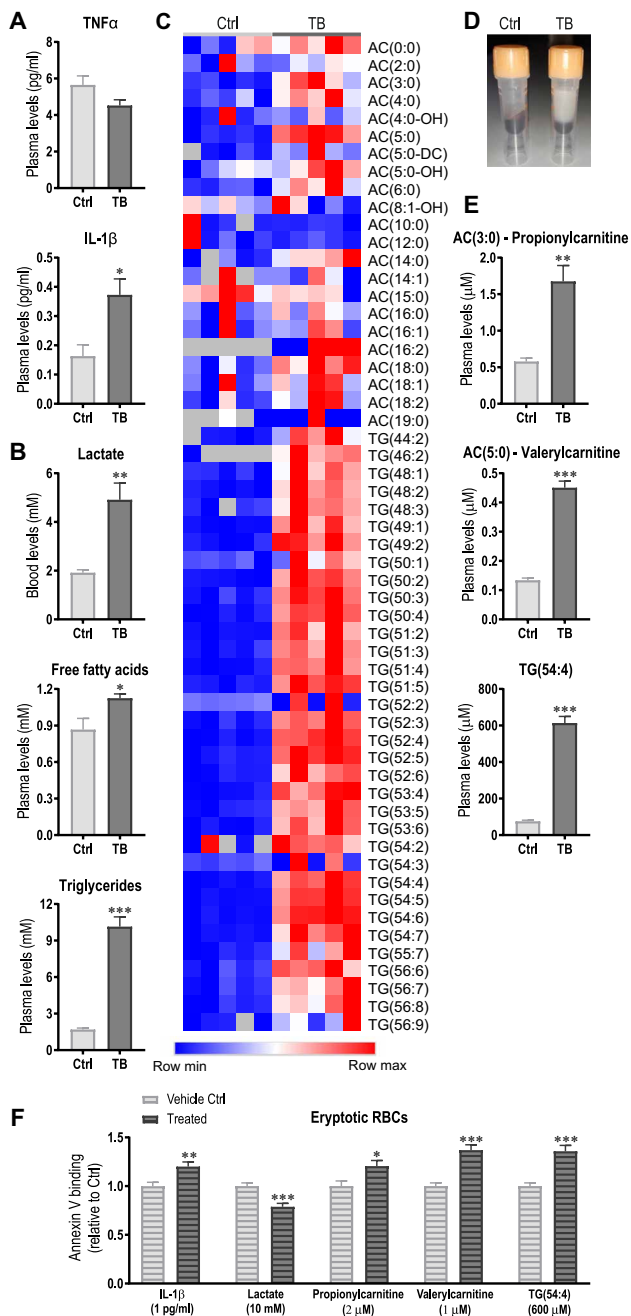 A
TNFα
Plasma levels (pg/ml)
8
6
4
2
0
Ctrl TB
IL-1β
Plasma levels (pg/ml)
0.6
0.4
0.2
0.0
*
Ctrl TB
B
Lactate
Blood levels (mM)
6
4
2
0
**
Ctrl TB
Free fatty acids
Plasma levels (mM)
1.2
0.9
0.6
0.3
0.0
*
Ctrl TB
Triglycerides
Plasma levels (mM)
12
9
6
3
0
***
Ctrl TB
C
Ctrl TB
AC(0:0)
AC(2:0)
AC(3:0)
AC(4:0)
AC(4:0-OH)
AC(5:0)
AC(5:0-DC)
AC(5:0-OH)
AC(6:0)
AC(8:1-OH)
AC(10:0)
AC(12:0)
AC(14:0)
AC(14:1)
AC(15:0)
AC(16:0)
AC(16:1)
AC(16:2)
AC(18:0)
AC(18:1)
AC(18:2)
AC(19:0)
TG(44:2)
TG(46:2)
TG(48:1)
TG(48:2)
TG(48:3)
TG(49:1)
TG(49:2)
TG(50:1)
TG(50:2)
TG(50:3)
TG(50:4)
TG(51:2)
TG(51:3)
TG(51:4)
TG(51:5)
TG(52:2)
TG(52:3)
TG(52:4)
TG(52:5)
TG(52:6)
TG(53:4)
TG(53:5)
TG(53:6)
TG(54:2)
TG(54:3)
TG(54:4)
TG(54:5)
TG(54:6)
TG(54:7)
TG(55:7)
TG(56:6)
TG(56:7)
TG(56:8)
TG(56:9)
Row min Row max
D
Ctrl TB
E
AC(3:0) - Propionylcarnitine
Plasma levels (µM)
2.0
1.5
1.0
0.5
0.0
**
Ctrl TB
AC(5:0) - Valerylcarnitine
Plasma levels (µM)
0.5
0.4
0.3
0.2
0.1
0.0
***
Ctrl TB
TG(54:4)
Plasma levels (µM)
800
600
400
200
0
***
Ctrl TB
F
Vehicle Ctrl
Treated
Eryptotic RBCs
Annexin V binding
(relative to Ctrl)
1.5
1.0
0.5
0.0
** *** * *** ***
IL-1β Lactate Propionylcarnitine Valerylcarnitine TG(54:4)
(1 pg/ml) (10 mM) (2 µM) (1 µM) (600 µM)